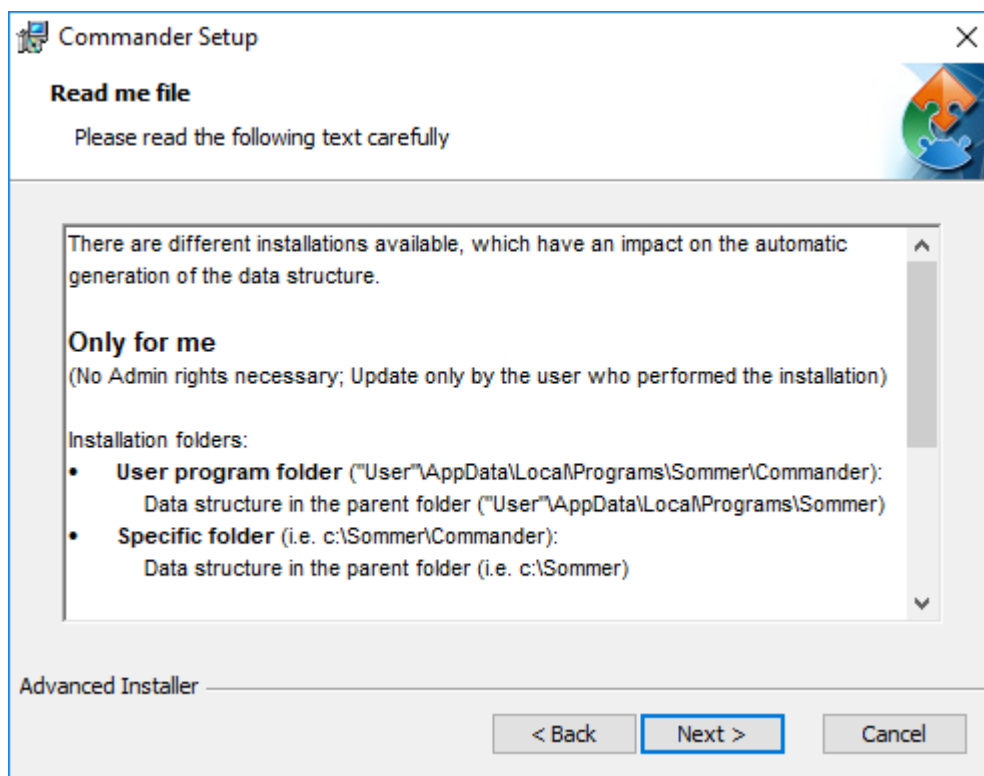 Commander Setup
Read me file
Please read the following text carefully
There are different installations available, which have an impact on the automatic
generation of the data structure.
Only for me
(No Admin rights necessary; Update only by the user who performed the installation)
Installation folders:
• User program folder ("User"\AppData\Local\Programs\Sommer\Commander):
Data structure in the parent folder ("User"\AppData\Local\Programs\Sommer)
• Specific folder (i.e. c:\Sommer\Commander):
Data structure in the parent folder (i.e. c:\Sommer)
Advanced Installer
< Back Next > Cancel